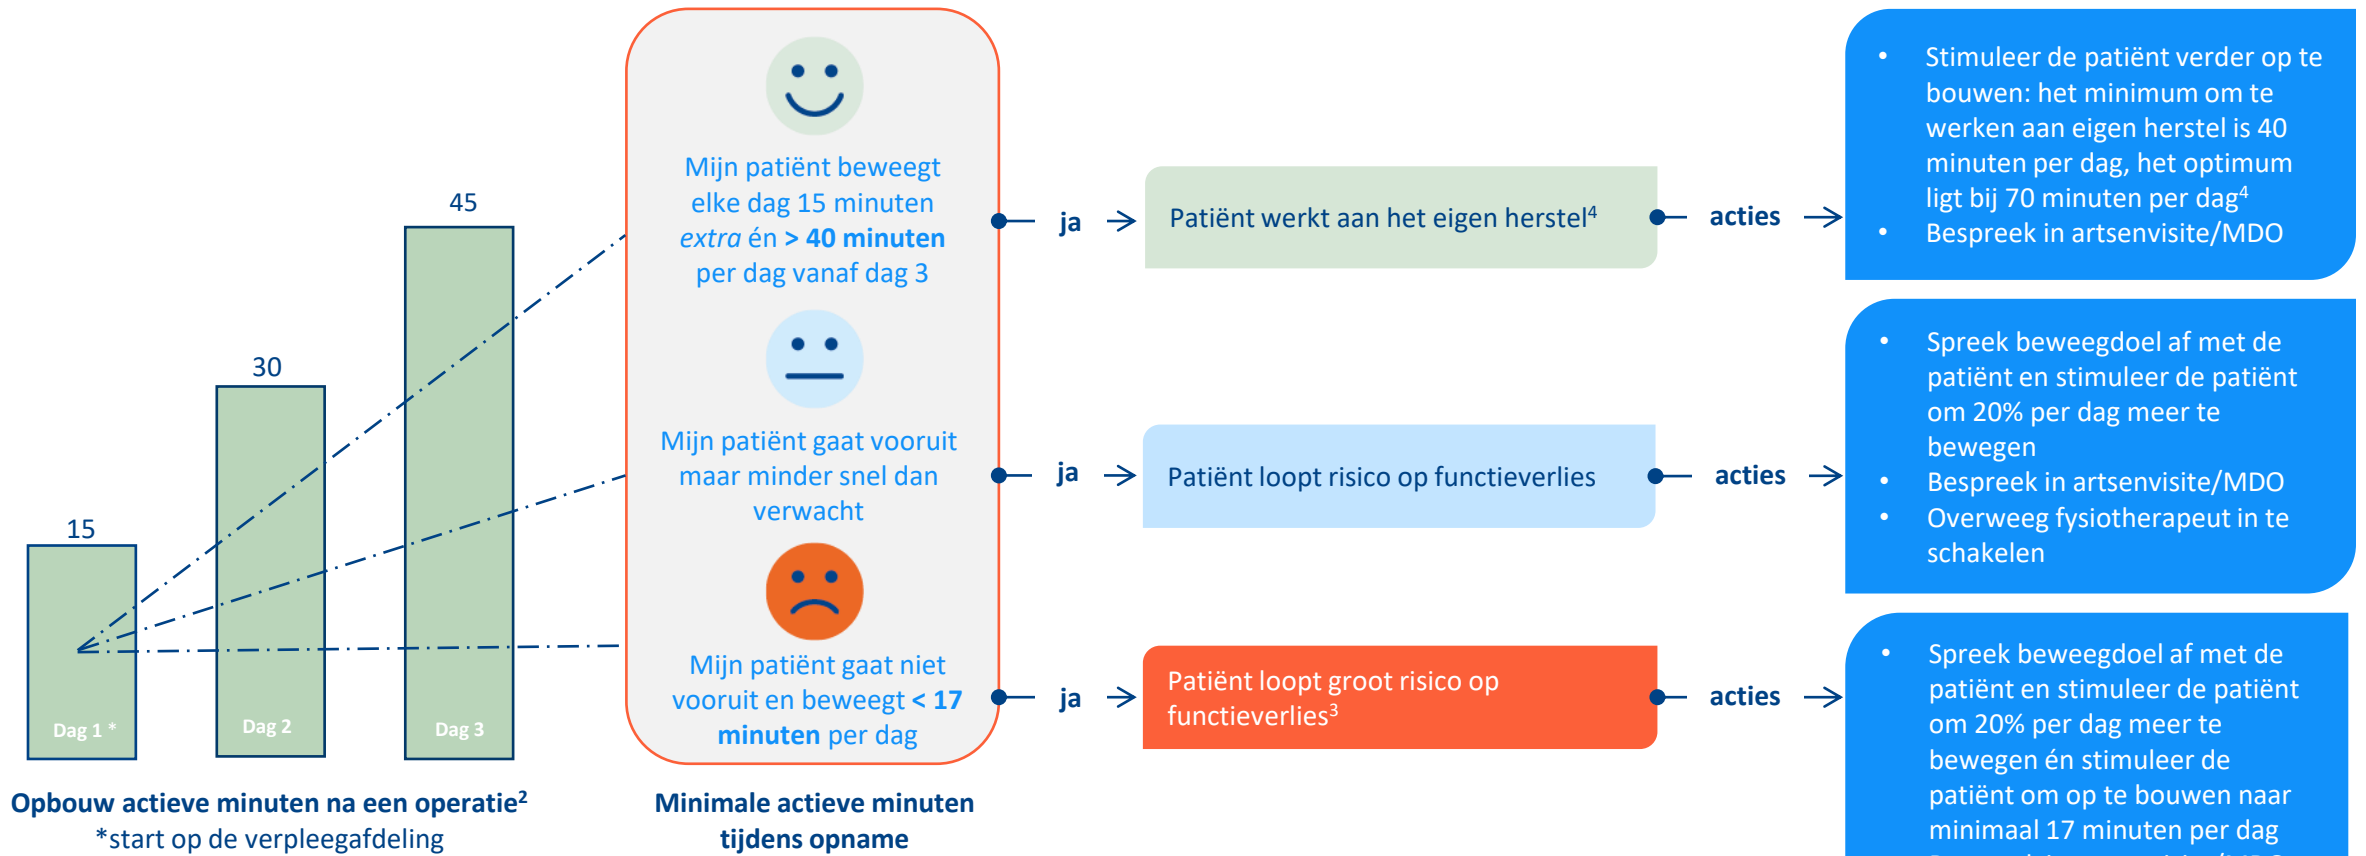 15
30
45
Dag 1 *
Dag 2
Dag 3
Opbouw actieve minuten na een operatie²
*start op de verpleegafdeling
Mijn patiënt beweegt
elke dag 15 minuten
extra én > 40 minuten
per dag vanaf dag 3
Mijn patiënt gaat vooruit
maar minder snel dan
verwacht
Mijn patiënt gaat niet
vooruit en beweegt < 17
minuten per dag
Minimale actieve minuten
tijdens opname
ja
Patiënt werkt aan het eigen herstel⁴
acties
• Stimuleer de patiënt verder op te
bouwen: het minimum om te
werken aan eigen herstel is 40
minuten per dag, het optimum
ligt bij 70 minuten per dag⁴
• Bespreek in artsenvisite/MDO
ja
Patiënt loopt risico op functieverlies
acties
• Spreek beweegdoel af met de
patiënt en stimuleer de patiënt
om 20% per dag meer te
bewegen
• Bespreek in artsenvisite/MDO
• Overweeg fysiotherapeut in te
schakelen
ja
Patiënt loopt groot risico op
functieverlies³
acties
• Spreek beweegdoel af met de
patiënt en stimuleer de patiënt
om 20% per dag meer te
bewegen én stimuleer de
patiënt om op te bouwen naar
minimaal 17 minuten per dag